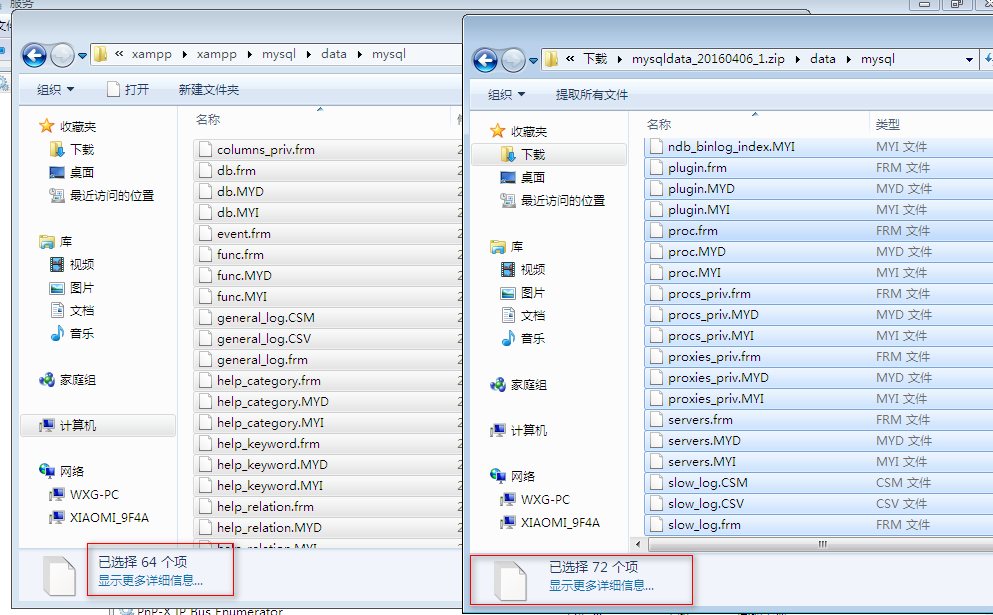 服务
« xampp ▸ xampp ▸ mysql ▸ data ▸ mysql
组织 打开 新建文件夹
收藏夹
下载
桌面
最近访问的位置
库
视频
图片
文档
音乐
家庭组
计算机
网络
WXG-PC
XIAOMI_9F4A
名称
columns_priv.frm
db.frm
db.MYD
db.MYI
event.frm
func.frm
func.MYD
func.MYI
general_log.CSM
general_log.CSV
general_log.frm
help_category.frm
help_category.MYD
help_category.MYI
help_keyword.frm
help_keyword.MYD
help_keyword.MYI
help_relation.frm
help_relation.MYD
help_relation.MYI
已选择 64 个项
显示更多详细信息...
PnP-X IP Bus Enumerator
« 下载 ▸ mysqldata_20160406_1.zip ▸ data ▸ mysql
组织 提取所有文件
收藏夹
下载
桌面
最近访问的位置
库
视频
图片
文档
音乐
家庭组
计算机
网络
WXG-PC
XIAOMI_9F4A
名称 类型
ndb_binlog_index.MYI MYI 文件
plugin.frm FRM 文件
plugin.MYD MYD 文件
plugin.MYI MYI 文件
proc.frm FRM 文件
proc.MYD MYD 文件
proc.MYI MYI 文件
procs_priv.frm FRM 文件
procs_priv.MYD MYD 文件
procs_priv.MYI MYI 文件
proxies_priv.frm FRM 文件
proxies_priv.MYD MYD 文件
proxies_priv.MYI MYI 文件
servers.frm FRM 文件
servers.MYD MYD 文件
servers.MYI MYI 文件
slow_log.CSM CSM 文件
slow_log.CSV CSV 文件
slow_log.frm FRM 文件
已选择 72 个项
显示更多详细信息...